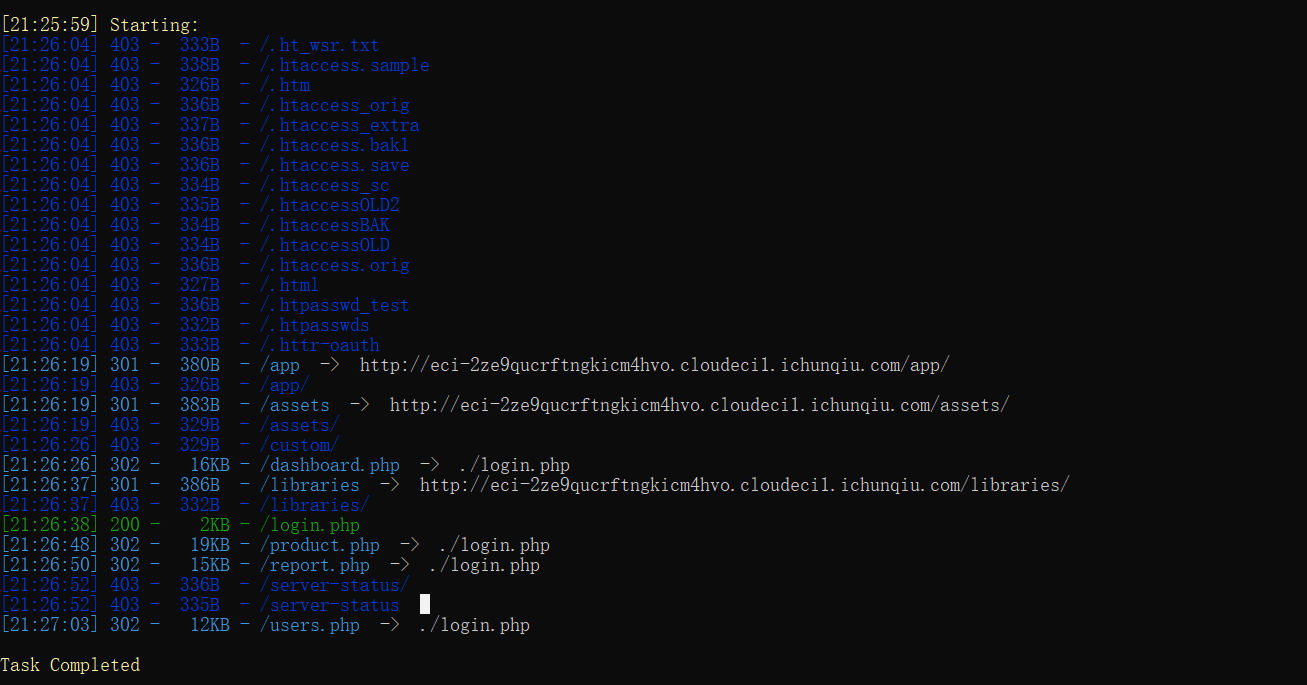 [21:25:59] Starting:
[21:26:04] 403 -  333B  - /.ht_wsr.txt
[21:26:04] 403 -  338B  - /.htaccess.sample
[21:26:04] 403 -  326B  - /.htm
[21:26:04] 403 -  336B  - /.htaccess_orig
[21:26:04] 403 -  337B  - /.htaccess_extra
[21:26:04] 403 -  336B  - /.htaccess.bak1
[21:26:04] 403 -  336B  - /.htaccess.save
[21:26:04] 403 -  334B  - /.htaccess_sc
[21:26:04] 403 -  335B  - /.htaccessOLD2
[21:26:04] 403 -  334B  - /.htaccessBAK
[21:26:04] 403 -  334B  - /.htaccessOLD
[21:26:04] 403 -  336B  - /.htaccess.orig
[21:26:04] 403 -  327B  - /.html
[21:26:04] 403 -  336B  - /.htpasswd_test
[21:26:04] 403 -  332B  - /.htpasswds
[21:26:04] 403 -  333B  - /.httr-oauth
[21:26:19] 301 -  380B  - /app  ->  http://eci-2ze9qucrftngkicm4hvo.cloudeci1.ichunqiu.com/app/
[21:26:19] 403 -  326B  - /app/
[21:26:19] 301 -  383B  - /assets  ->  http://eci-2ze9qucrftngkicm4hvo.cloudeci1.ichunqiu.com/assets/
[21:26:19] 403 -  329B  - /assets/
[21:26:26] 403 -  329B  - /custom/
[21:26:26] 302 -   16KB - /dashboard.php  ->  ./login.php
[21:26:37] 301 -  386B  - /libraries  ->  http://eci-2ze9qucrftngkicm4hvo.cloudeci1.ichunqiu.com/libraries/
[21:26:37] 403 -  332B  - /libraries/
[21:26:38] 200 -    2KB - /login.php
[21:26:48] 302 -   19KB - /product.php  ->  ./login.php
[21:26:50] 302 -   15KB - /report.php  ->  ./login.php
[21:26:52] 403 -  336B  - /server-status/
[21:26:52] 403 -  335B  - /server-status
[21:27:03] 302 -   12KB - /users.php  ->  ./login.php
Task Completed